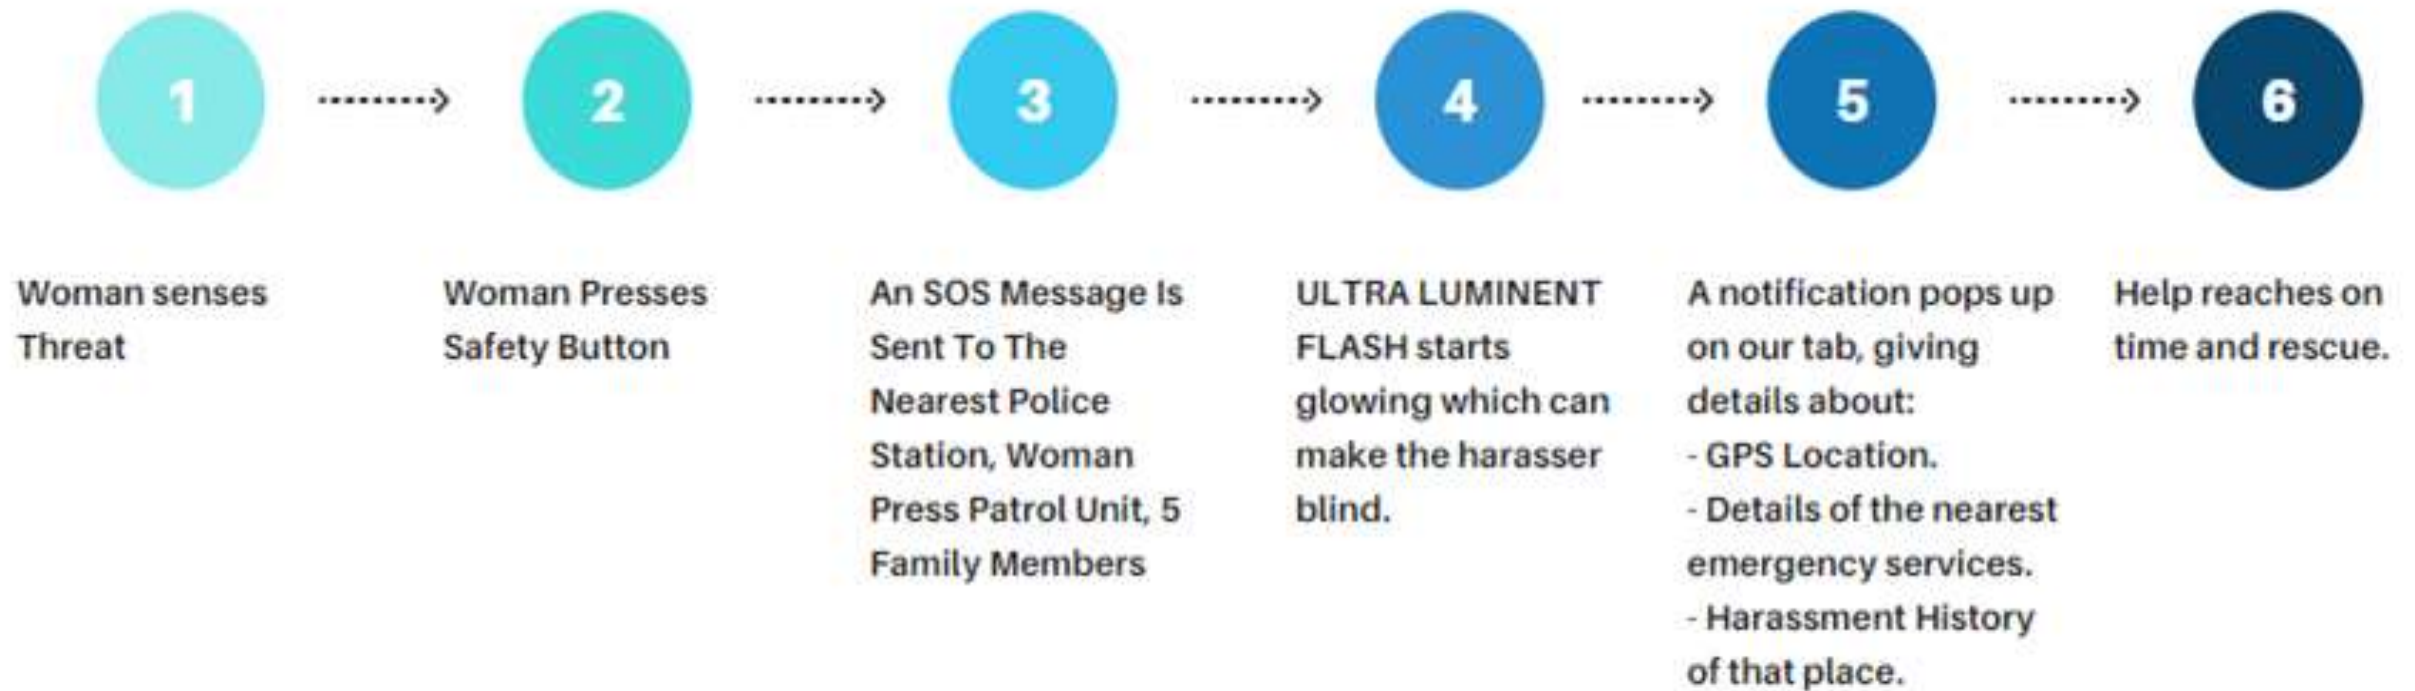 1
2
3
4
5
6
Woman senses
Threat
Woman Presses
Safety Button
An SOS Message Is
Sent To The
Nearest Police
Station, Woman
Press Patrol Unit, 5
Family Members
ULTRA LUMINENT
FLASH starts
glowing which can
make the harasser
blind.
A notification pops up
on our tab, giving
details about:
- GPS Location.
- Details of the nearest
emergency services.
- Harassment History
of that place.
Help reaches on
time and rescue.